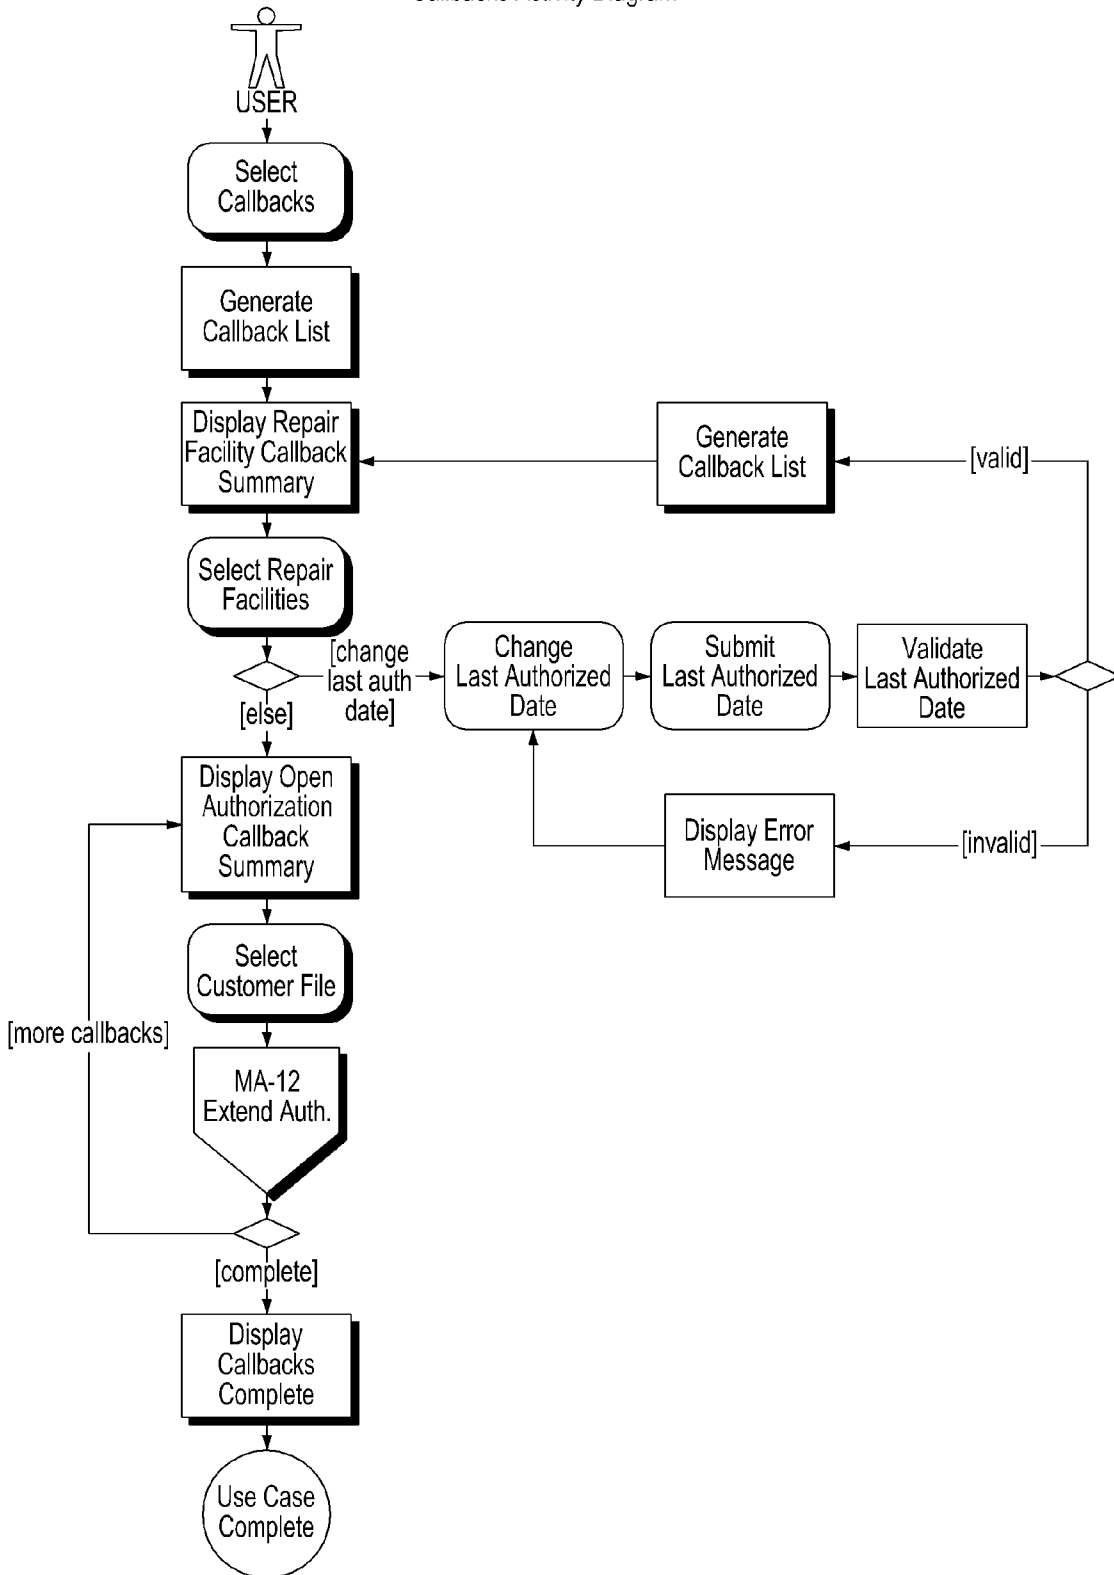 Callbacks Activity Diagram
USER
Select
Callbacks
Generate
Callback List
Display Repair
Facility Callback
Summary
Generate
Callback List
[valid]
Select Repair
Facilities
[change
last auth
date]
Change
Last Authorized
Date
Submit
Last Authorized
Date
Validate
Last Authorized
Date
[else]
Display Open
Authorization
Callback
Summary
Display Error
Message
[invalid]
Select
Customer File
[more callbacks]
MA-12
Extend Auth.
[complete]
Display
Callbacks
Complete
Use Case
Complete